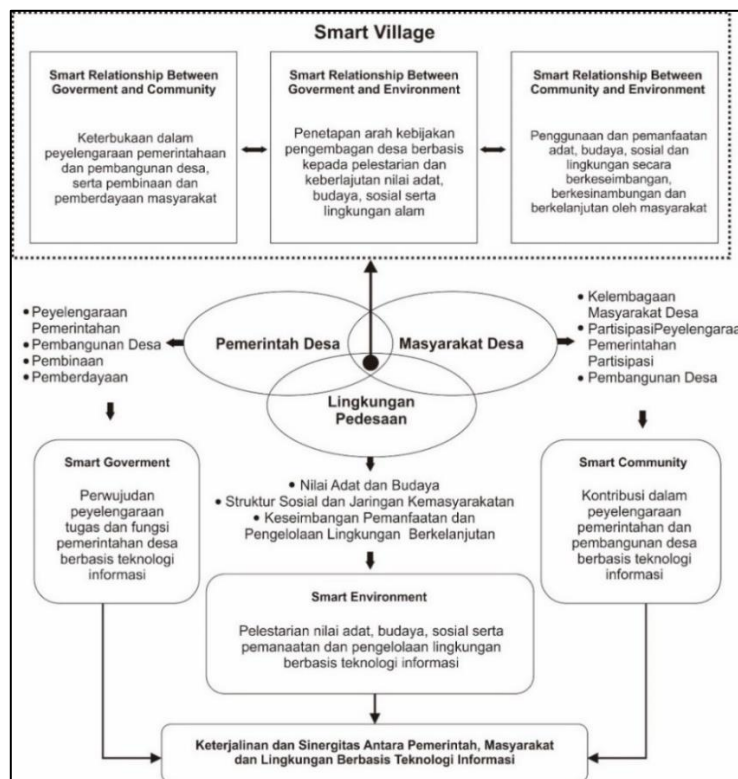 Smart Village
Smart Relationship Between
Goverment and Community
Keterbukaan dalam
peyelengaraan pemerintahaan
dan pembangunan desa,
serta pembinaan dan
pemberdayaan masyarakat
Smart Relationship Between
Goverment and Environment
Penetapan arah kebijakan
pengembagan desa berbasis
kepada pelestarian dan
keberlajutan nilai adat,
budaya, sosial serta
lingkungan alam
Smart Relationship Between
Community and Environment
Penggunaan dan pemanfaatan
adat, budaya, sosial dan
lingkungan secara
berkeseimbangan,
berkesinambungan dan
berkelanjutan oleh masyarakat
• Peyelengaraan
Pemerintahan
• Pembangunan Desa
• Pembinaan
• Pemberdayaan
Pemerintah Desa
Masyarakat Desa
Lingkungan
Pedesaan
• Kelembagaan
Masyarakat Desa
• PartisipasiPeyelengaraa
Pemerintahan
Partisipasi
• Pembangunan Desa
Smart Goverment
Perwujudan
peyelengaraan
tugas dan fungsi
pemerintahan desa
berbasis teknologi
informasi
• Nilai Adat dan Budaya
• Struktur Sosial dan Jaringan Kemasyarakatan
• Keseimbangan Pemanfaatan dan
Pengelolaan Lingkungan Berkelanjutan
Smart Community
Kontribusi dalam
peyelengaraan
pemerintahan dan
pembangunan desa
berbasis teknologi
informasi
Smart Environment
Pelestarian nilai adat, budaya, sosial serta
pemanaatan dan pengelolaan lingkungan
berbasis teknologi informasi
Keterjalinan dan Sinergitas Antara Pemerintah, Masyarakat
dan Lingkungan Berbasis Teknologi Informasi